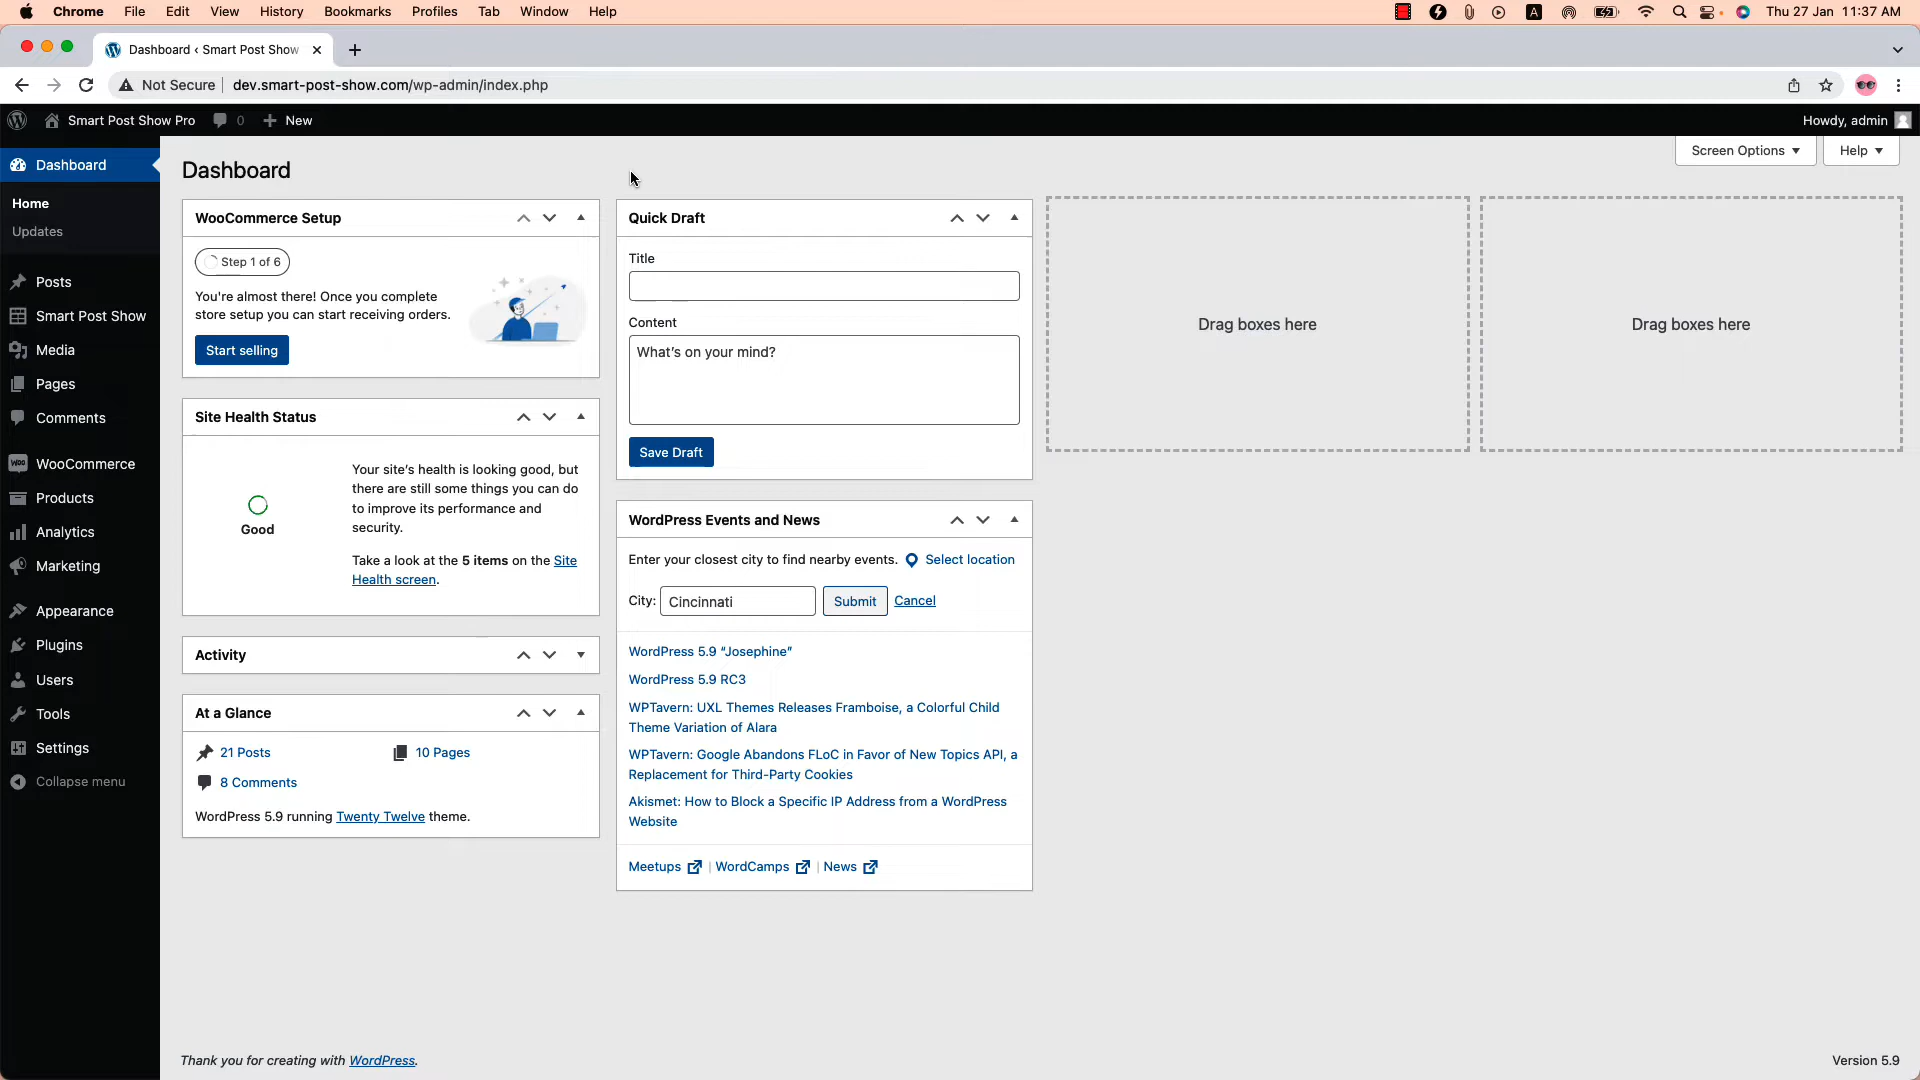 Chrome File Edit View History Bookmarks Profiles Tab Window Help
A Thu 27 Jan 11:37 AM
Dashboard ‹ Smart Post Show
Not Secure dev.smart-post-show.com/wp-admin/index.php
Smart Post Show Pro 0 New
Howdy, admin
Dashboard
Home
Updates
Posts
Smart Post Show
Media
Pages
Comments
Woo WooCommerce
Products
Analytics
Marketing
Appearance
Plugins
Users
Tools
Settings
Collapse menu
Dashboard
Screen Options
Help
WooCommerce Setup
Step 1 of 6
You're almost there! Once you complete
store setup you can start receiving orders.
Start selling
Site Health Status
Good
Your site's health is looking good, but
there are still some things you can do
to improve its performance and
security.
Take a look at the 5 items on the Site
Health screen.
Activity
At a Glance
21 Posts
10 Pages
8 Comments
WordPress 5.9 running Twenty Twelve theme.
Quick Draft
Title
Content
What's on your mind?
Save Draft
WordPress Events and News
Enter your closest city to find nearby events. Select location
City: Cincinnati Submit Cancel
WordPress 5.9 “Josephine”
WordPress 5.9 RC3
WPTavern: UXL Themes Releases Framboise, a Colorful Child
Theme Variation of Alara
WPTavern: Google Abandons FLoC in Favor of New Topics API, a
Replacement for Third-Party Cookies
Akismet: How to Block a Specific IP Address from a WordPress
Website
Meetups | WordCamps | News
Drag boxes here
Drag boxes here
Thank you for creating with WordPress.
Version 5.9